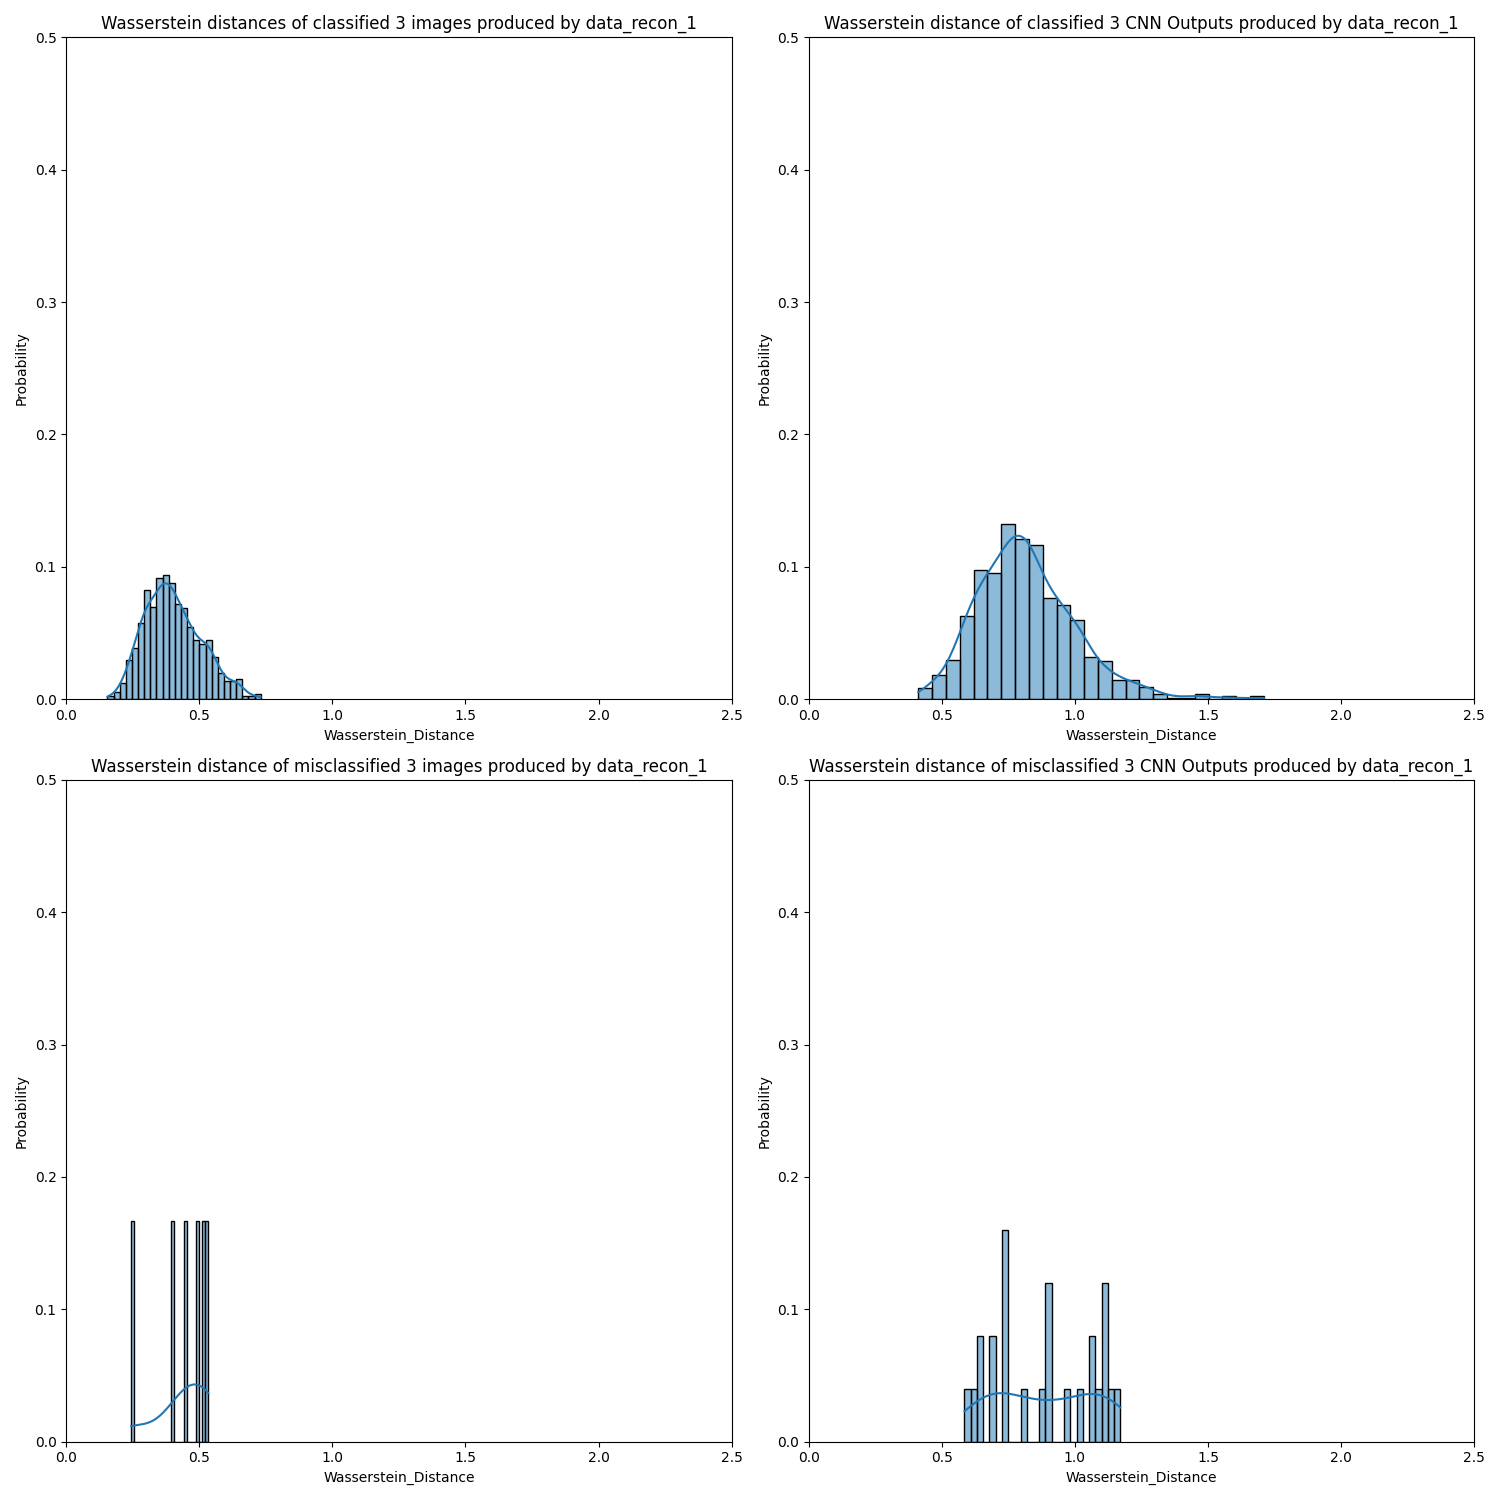 Wasserstein distances of classified 3 images produced by data_recon_1
0.5
0.4
0.3
0.2
0.1
0.0
Probability
0.0 0.5 1.0 1.5 2.0 2.5
Wasserstein_Distance
Wasserstein distance of classified 3 CNN Outputs produced by data_recon_1
0.5
0.4
0.3
0.2
0.1
0.0
Probability
0.0 0.5 1.0 1.5 2.0 2.5
Wasserstein_Distance
Wasserstein distance of misclassified 3 images produced by data_recon_1
0.5
0.4
0.3
0.2
0.1
0.0
Probability
0.0 0.5 1.0 1.5 2.0 2.5
Wasserstein_Distance
Wasserstein distance of misclassified 3 CNN Outputs produced by data_recon_1
0.5
0.4
0.3
0.2
0.1
0.0
Probability
0.0 0.5 1.0 1.5 2.0 2.5
Wasserstein_Distance